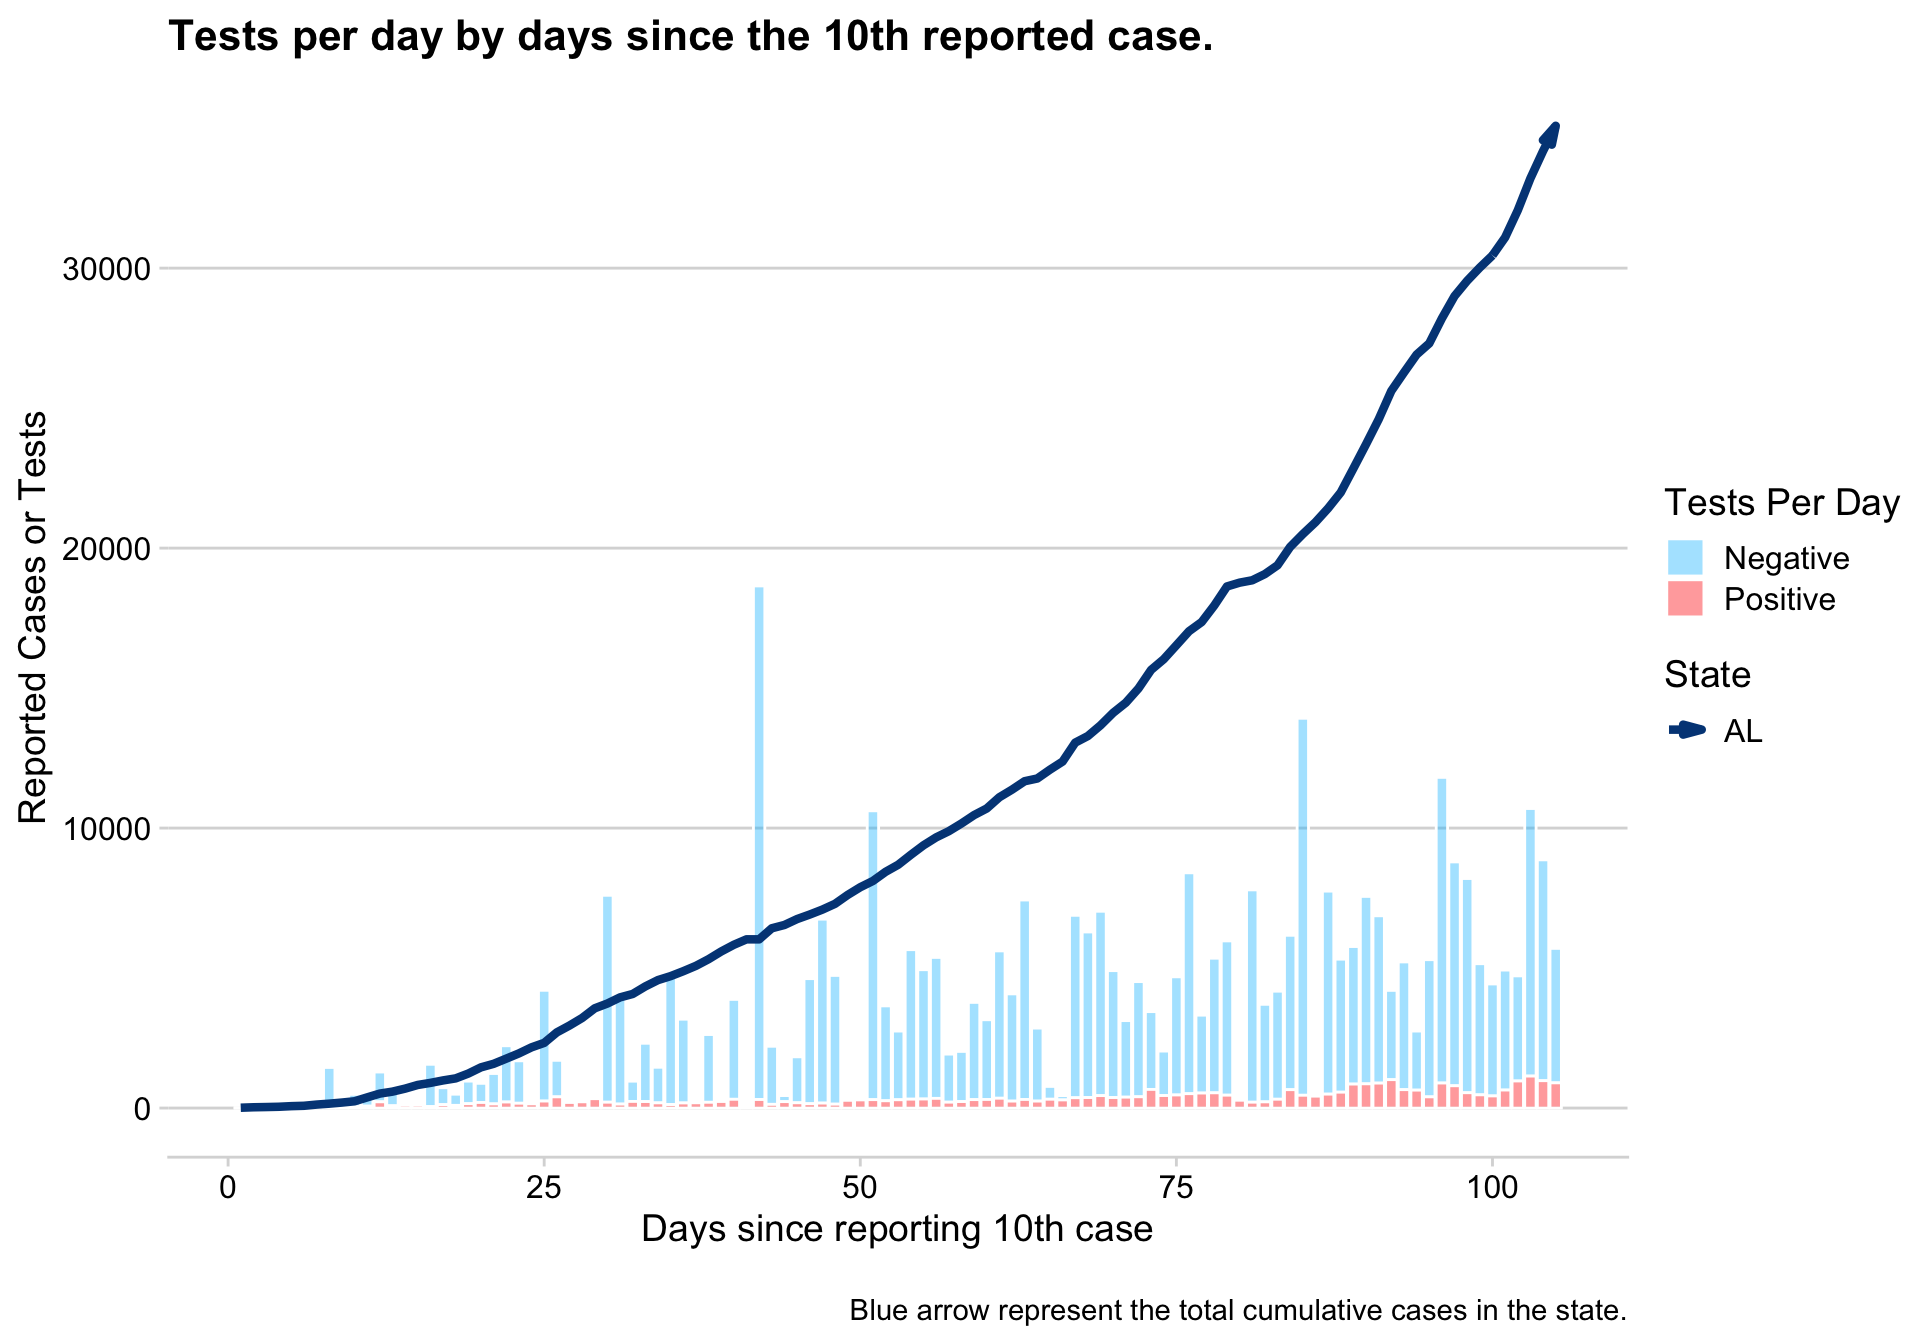 Tests per day by days since the 10th reported case.
Reported Cases or Tests
30000
20000
10000
0
0 25 50 75 100
Days since reporting 10th case
Tests Per Day
Negative
Positive
State
AL
Blue arrow represent the total cumulative cases in the state.